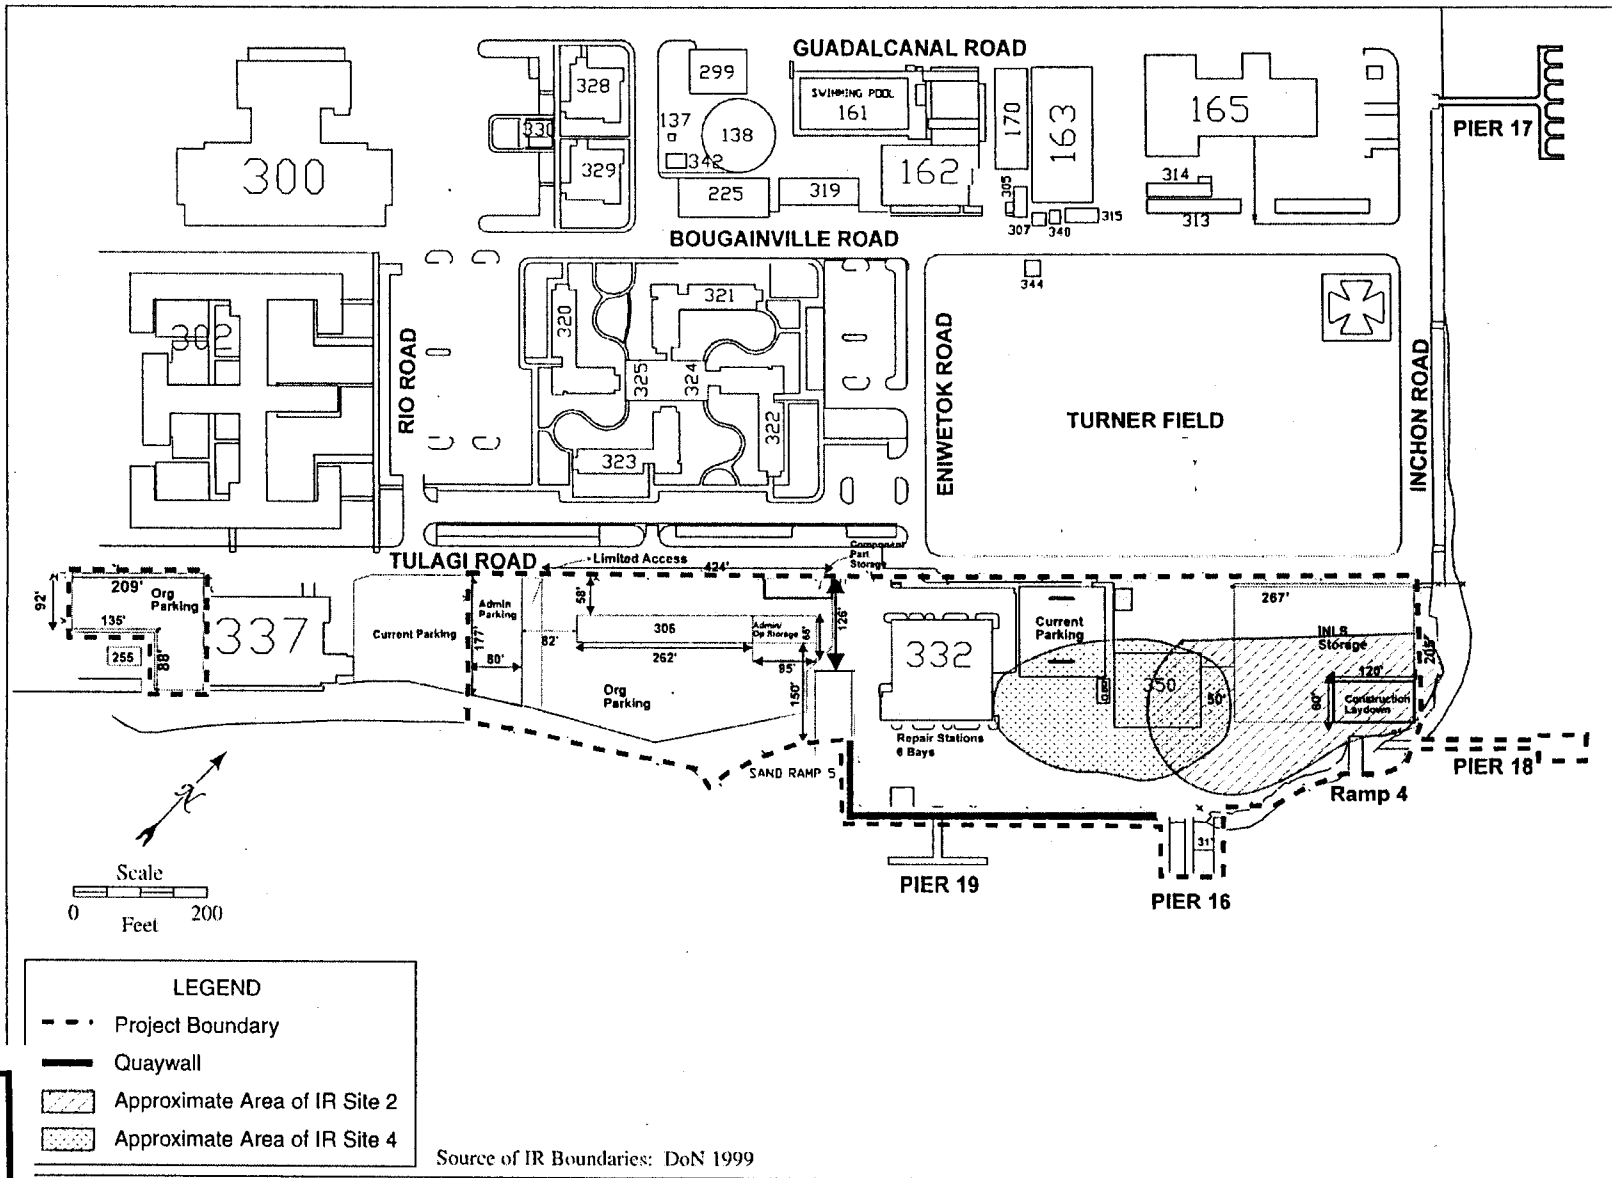 GUADALCANAL ROAD
299
328
SWIMMING POOL
161
170
163
165
PIER 17
137
138
330
342
329
300
162
305
314
225
319
313
315
307
340
BOUGAINVILLE ROAD
344
321
320
302
RIO ROAD
325
324
ENIWETOK ROAD
INCHON ROAD
TURNER FIELD
322
323
TULAGI ROAD
Limited Access
424'
Component
Part
Storage
209'
92'
Org
Parking
135'
255
88'
337
Current Parking
Admin
Parking
177'
80'
82'
58'
306
262'
Admin/
Op Storage
66'
126'
85'
150'
Org
Parking
332
Current
Parking
267'
INLS
Storage
205'
350
50'
120'
60'
Construction
Laydown
Repair Stations
6 Bays
SAND RAMP 5
PIER 18
Ramp 4
31'
PIER 19
PIER 16
Scale
0
200
Feet
LEGEND
Project Boundary
Quaywall
Approximate Area of IR Site 2
Approximate Area of IR Site 4
Source of IR Boundaries: DoN 1999